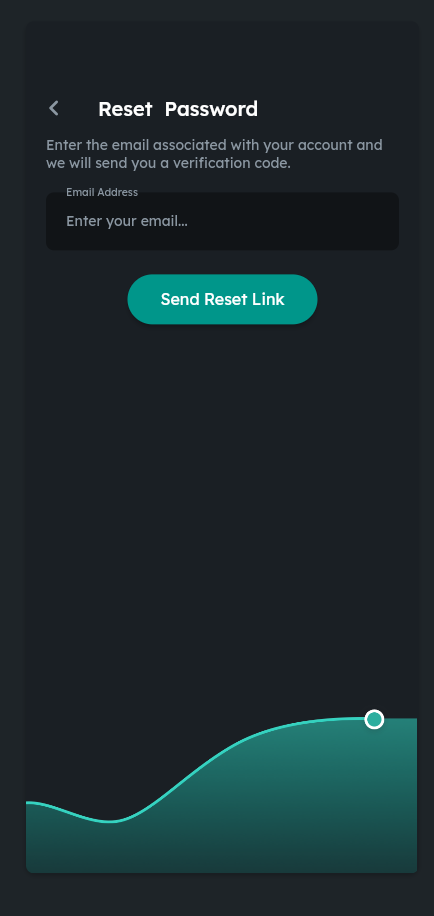 Reset Password
Enter the email associated with your account and
we will send you a verification code.
Email Address
Enter your email...
Send Reset Link